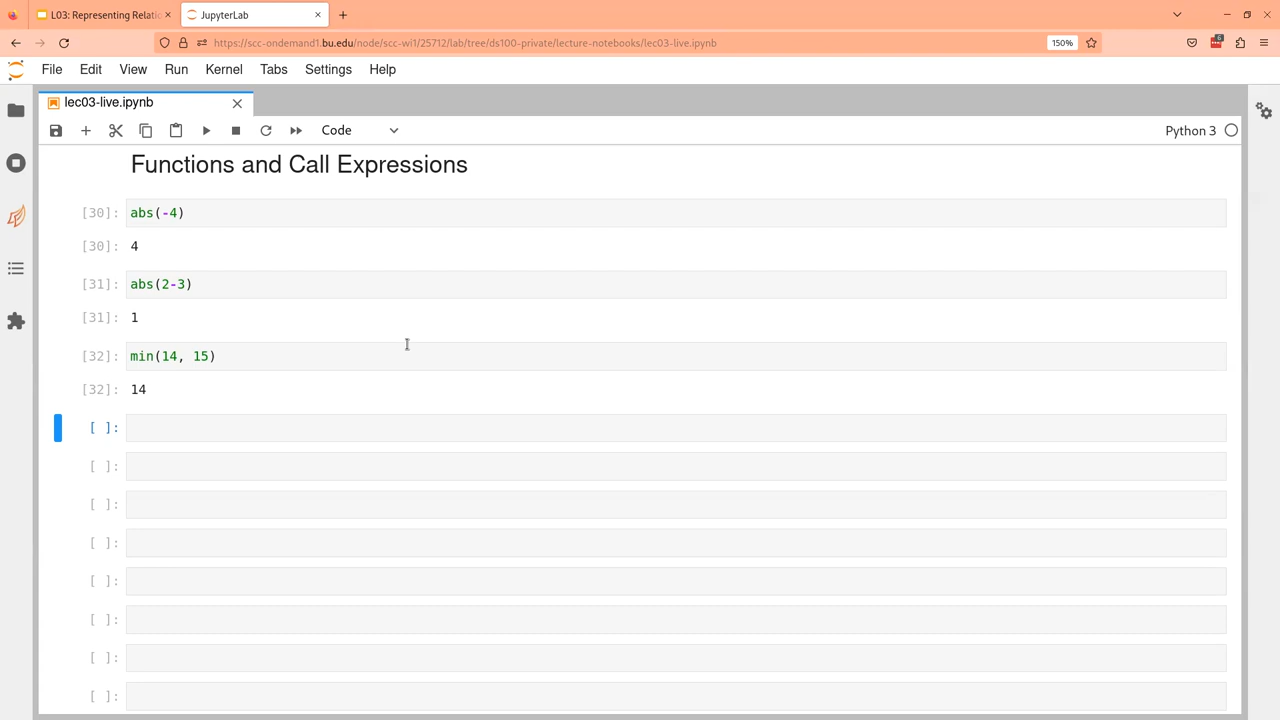 L03: Representing Relatio
JupyterLab
https://scc-ondemand1.bu.edu/node/scc-wi1/25712/lab/tree/ds100-private/lecture-notebooks/lec03-live.ipynb
150%
6
File Edit View Run Kernel Tabs Settings Help
lec03-live.ipynb
Code
Python 3
Functions and Call Expressions
[30]: abs(-4)
[30]: 4
[31]: abs(2-3)
[31]: 1
[32]: min(14, 15)
[32]: 14
[ ]:
[ ]:
[ ]:
[ ]:
[ ]:
[ ]:
[ ]:
[ ]: